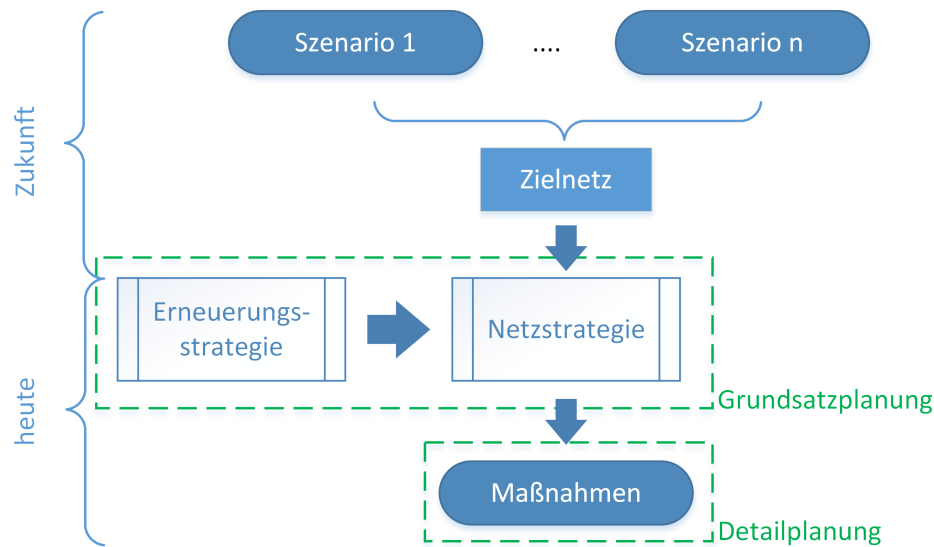 Szenario 1
....
Szenario n
Zukunft
Zielnetz
Erneuerungs-
strategie
Netzstrategie
Grundsatzplanung
heute
Maßnahmen
Detailplanung